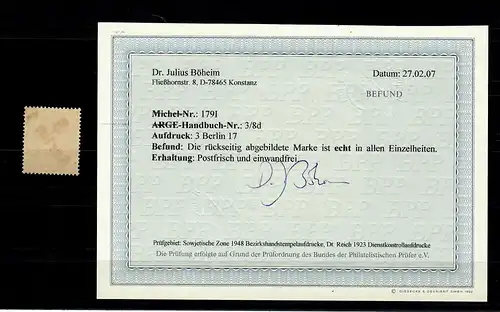 Dr. Julius Böheim
Fließhornstr. 8, D-78465 Konstanz
Datum: 27.02.07
BEFUND
Michel-Nr.: 179I
ARGE-Handbuch-Nr.: 3/8d
Aufdruck: 3 Berlin 17
Befund: Die rückseitig abgebildete Marke ist echt in allen Einzelheiten.
Erhaltung: Postfrisch und einwandfrei.
Prüfgebiet: Sowjetische Zone 1948 Bezirkshandstempelaufdrucke, Dt. Reich 1923 Dienstkontrollaufdrucke
Die Prüfung erfolgte auf Grund der Prüfordnung des Bundes der Philatelistischen Prüfer e.V.